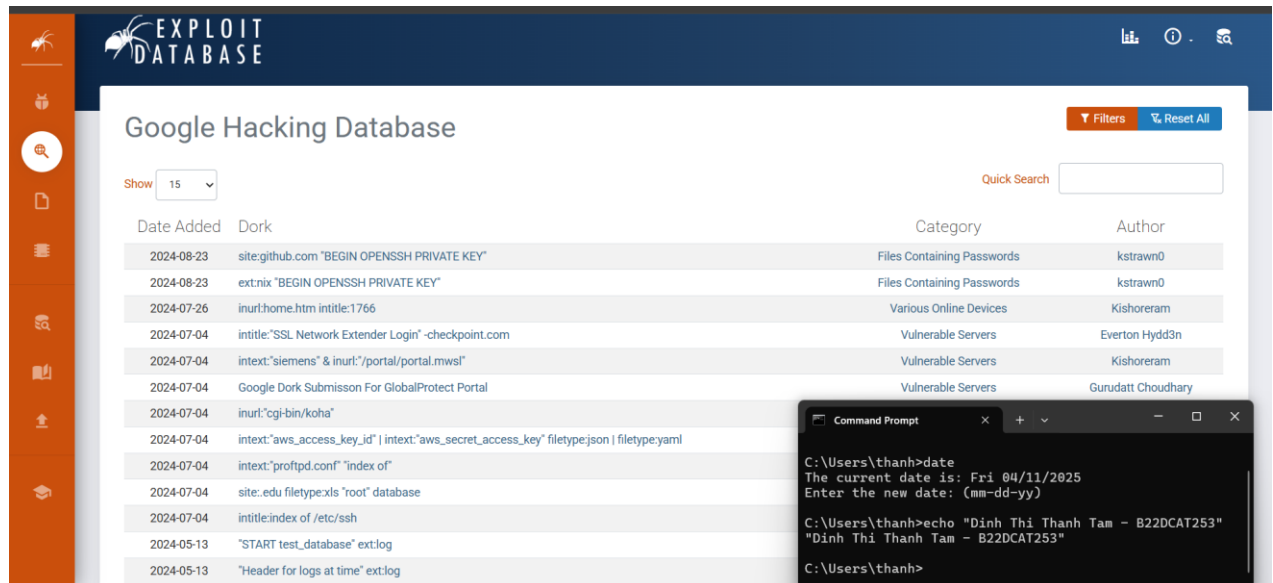 EXPLOIT
DATABASE
Google Hacking Database
Filters
Reset All
Show 15
Quick Search
Date Added Dork Category Author
2024-08-23 site:github.com "BEGIN OPENSSH PRIVATE KEY" Files Containing Passwords kstrawn0
2024-08-23 ext:nix "BEGIN OPENSSH PRIVATE KEY" Files Containing Passwords kstrawn0
2024-07-26 inurl:home.htm intitle:1766 Various Online Devices Kishoreram
2024-07-04 intitle:"SSL Network Extender Login" -checkpoint.com Vulnerable Servers Everton Hydd3n
2024-07-04 intext:"siemens" & inurl:"/portal/portal.mwsl" Vulnerable Servers Kishoreram
2024-07-04 Google Dork Submisson For GlobalProtect Portal Vulnerable Servers Gurudatt Choudhary
2024-07-04 inurl:"cgi-bin/koha"
2024-07-04 intext:"aws_access_key_id" | intext:"aws_secret_access_key" filetype:json | filetype:yaml
2024-07-04 intext:"proftpd.conf" "index of"
2024-07-04 site:.edu filetype:xls "root" database
2024-07-04 intitle:index of /etc/ssh
2024-05-13 "START test_database" ext:log
2024-05-13 "Header for logs at time" ext:log
Command Prompt
C:\Users\thanh>date
The current date is: Fri 04/11/2025
Enter the new date: (mm-dd-yy)
C:\Users\thanh>echo "Dinh Thi Thanh Tam - B22DCAT253"
"Dinh Thi Thanh Tam - B22DCAT253"
C:\Users\thanh>